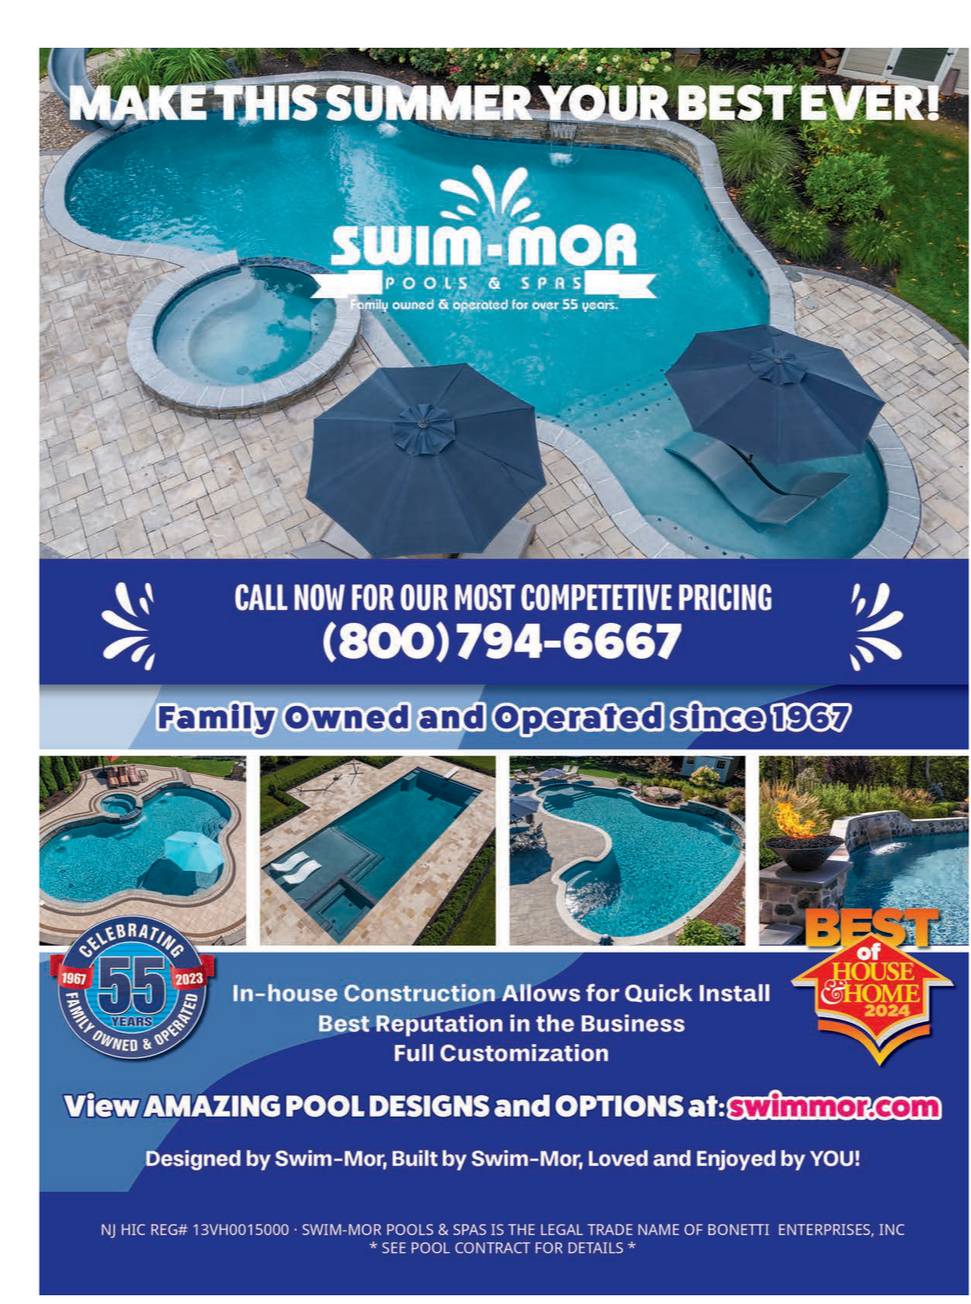 MAKE THIS SUMMER YOUR BEST EVER!
SWIM-MOR
POOLS & SPAS
Family owned & operated for over 55 years.
CALL NOW FOR OUR MOST COMPETETIVE PRICING
(800) 794-6667
Family Owned and Operated since 1967
CELEBRATING
1967
55
2023
YEARS
FAMILY OWNED & OPERATED
BEST
of
HOUSE
& HOME
2024
In-house Construction Allows for Quick Install
Best Reputation in the Business
Full Customization
View AMAZING POOL DESIGNS and OPTIONS at: swimmor.com
Designed by Swim-Mor, Built by Swim-Mor, Loved and Enjoyed by YOU!
NJ HIC REG# 13VH0015000 · SWIM-MOR POOLS & SPAS IS THE LEGAL TRADE NAME OF BONETTI ENTERPRISES, INC
* SEE POOL CONTRACT FOR DETAILS *